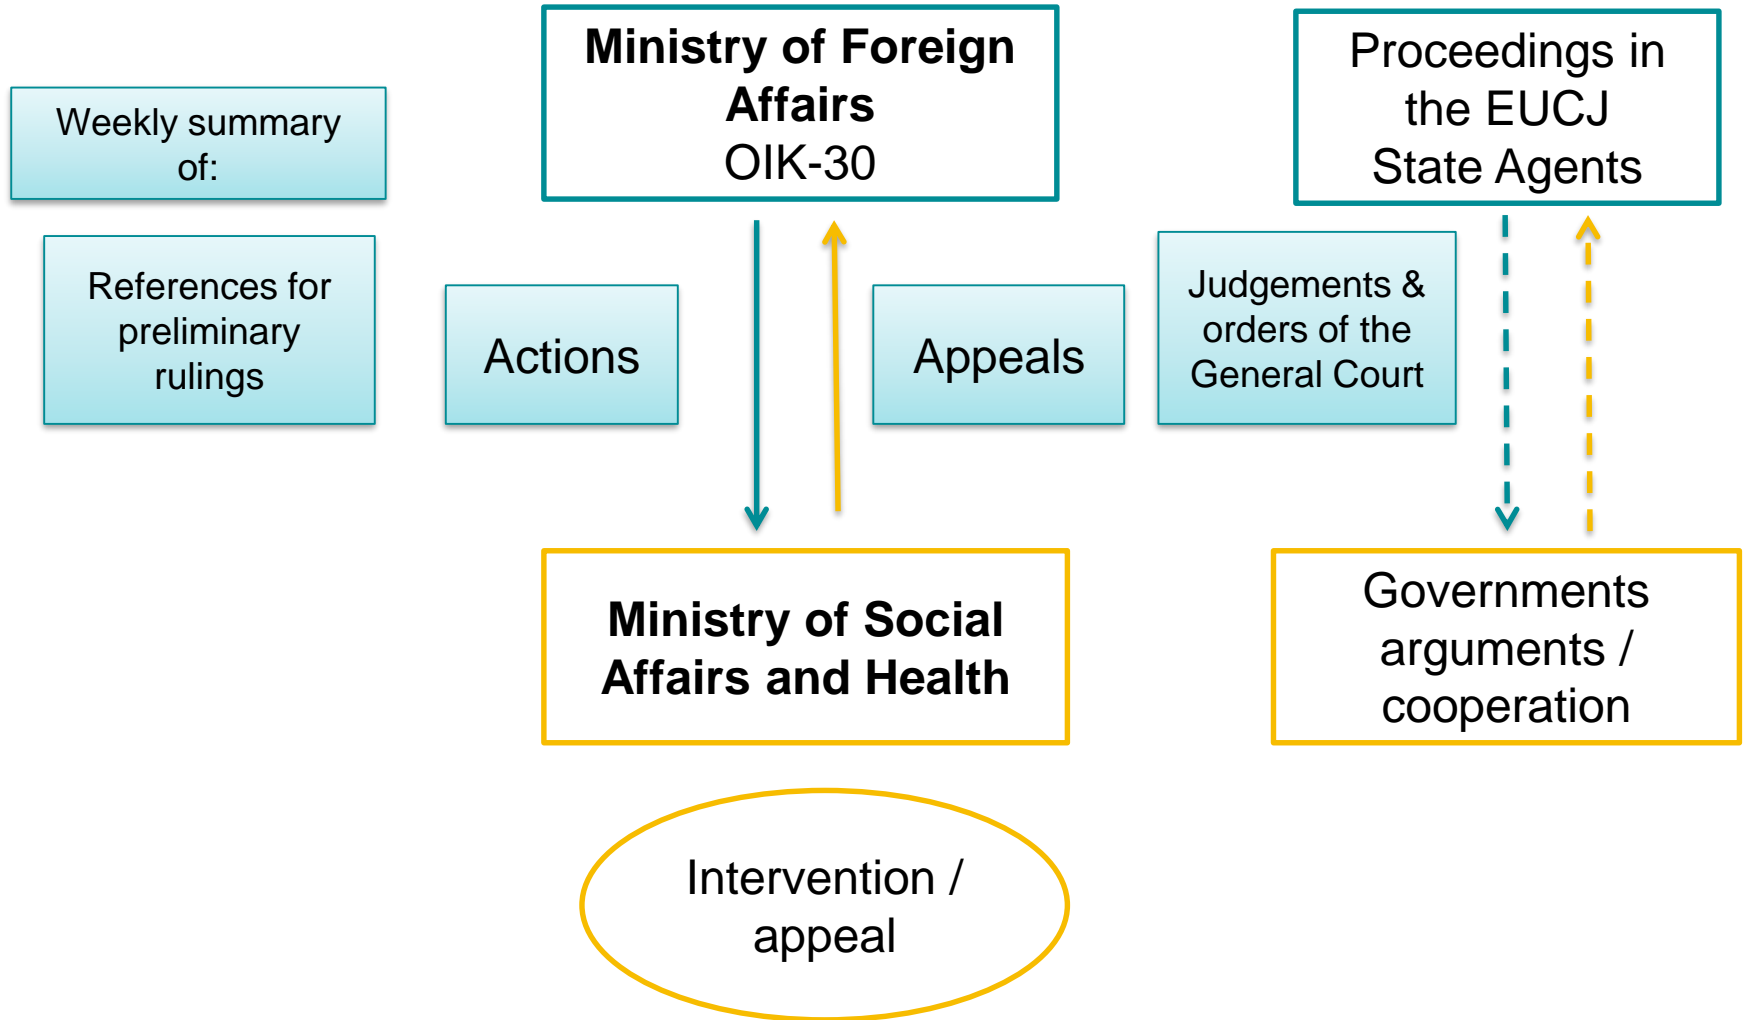 Ministry of Foreign
Affairs
OIK-30
Proceedings in
the EUCJ
State Agents
Weekly summary
of:
References for
preliminary
rulings
Actions
Appeals
Judgements &
orders of the
General Court
Ministry of Social
Affairs and Health
Governments
arguments /
cooperation
Intervention /
appeal